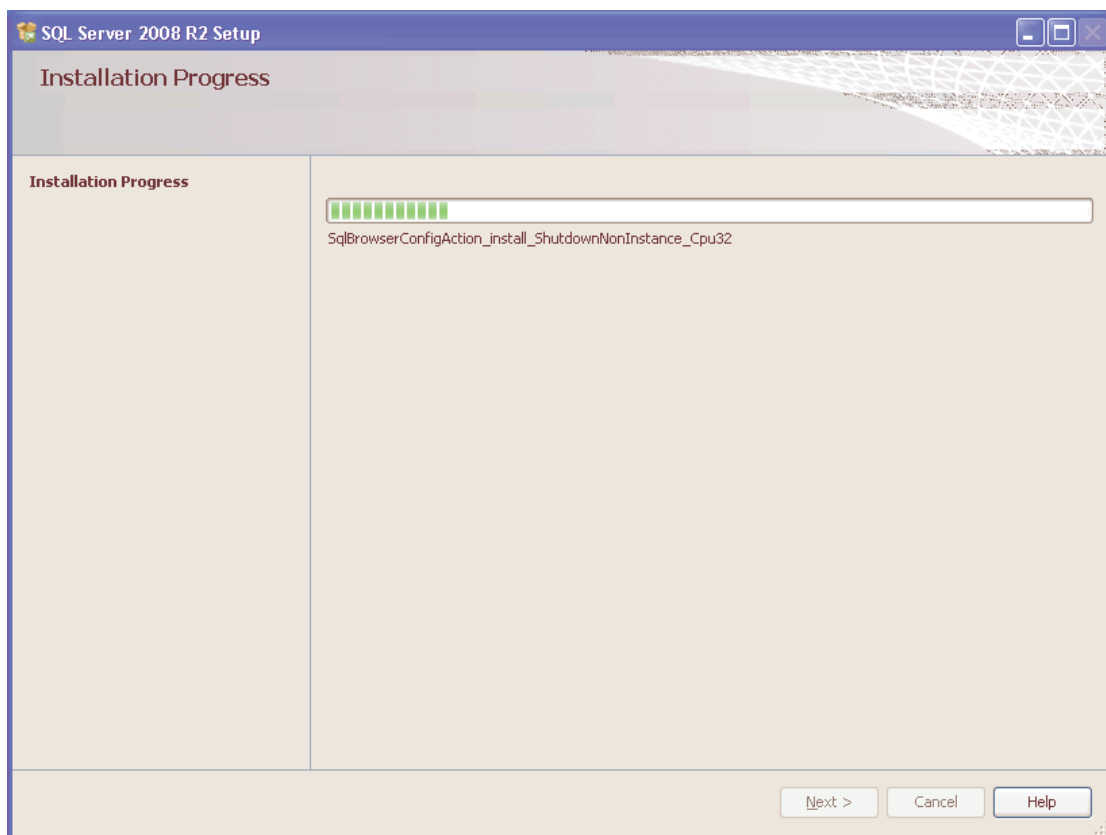 SQL Server 2008 R2 Setup
Installation Progress
Installation Progress
SqlBrowserConfigAction_install_ShutdownNonInstance_Cpu32
Next >
Cancel
Help